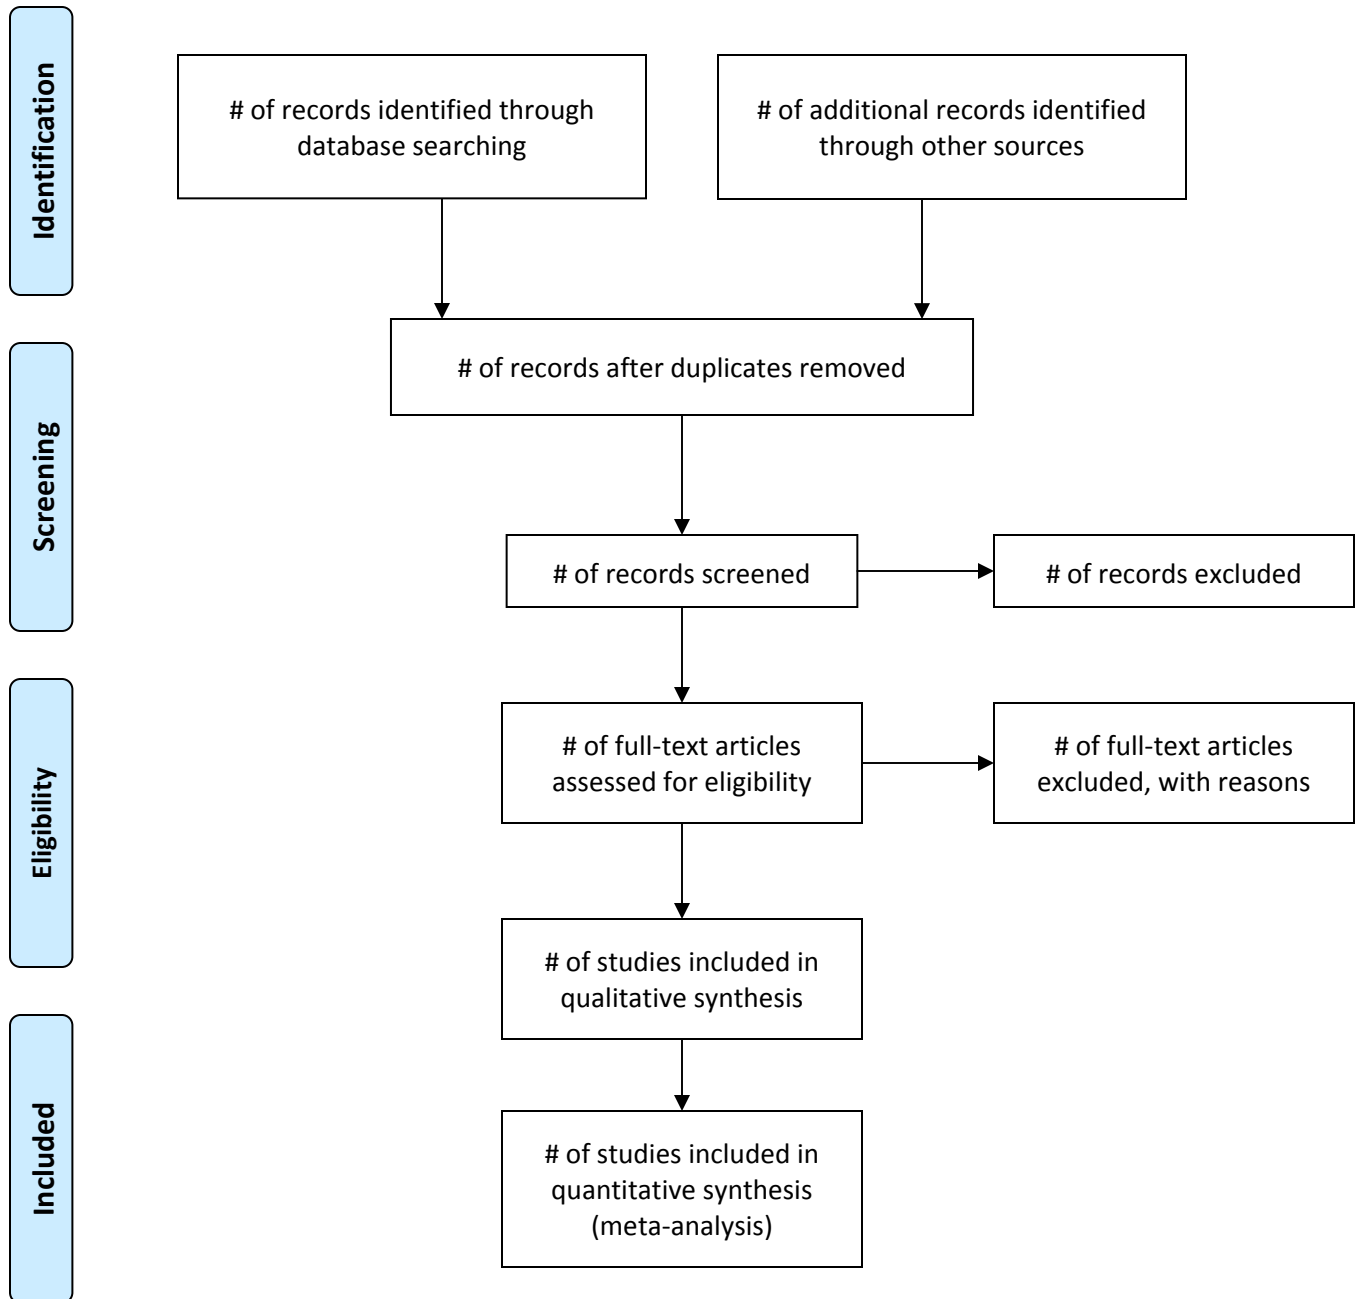 Identification
# of records identified through
database searching
# of additional records identified
through other sources
# of records after duplicates removed
Screening
# of records screened
# of records excluded
Eligibility
# of full-text articles
assessed for eligibility
# of full-text articles
excluded, with reasons
# of studies included in
qualitative synthesis
Included
# of studies included in
quantitative synthesis
(meta-analysis)